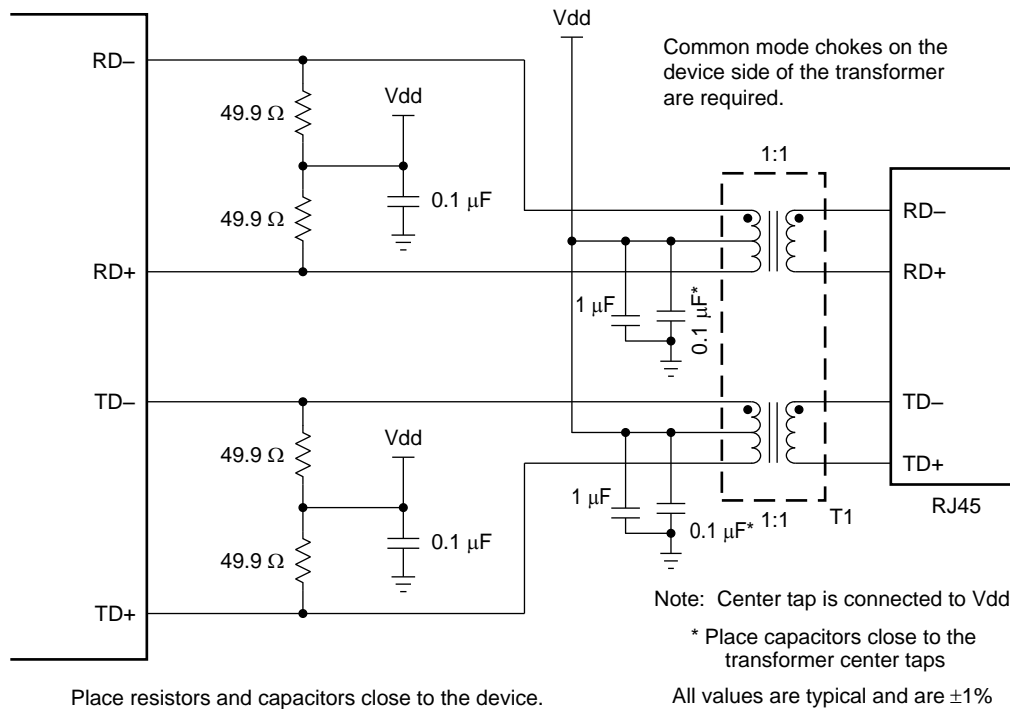 Vdd
Common mode chokes on the
device side of the transformer
are required.
RD–
49.9 Ω
Vdd
0.1 µF
49.9 Ω
RD+
1:1
RD–
RD+
1 µF
0.1 µF*
TD–
49.9 Ω
Vdd
0.1 µF
49.9 Ω
TD+
1 µF
0.1 µF*
1:1
T1
TD–
TD+
RJ45
Note: Center tap is connected to Vdd
* Place capacitors close to the
transformer center taps
Place resistors and capacitors close to the device.
All values are typical and are ±1%